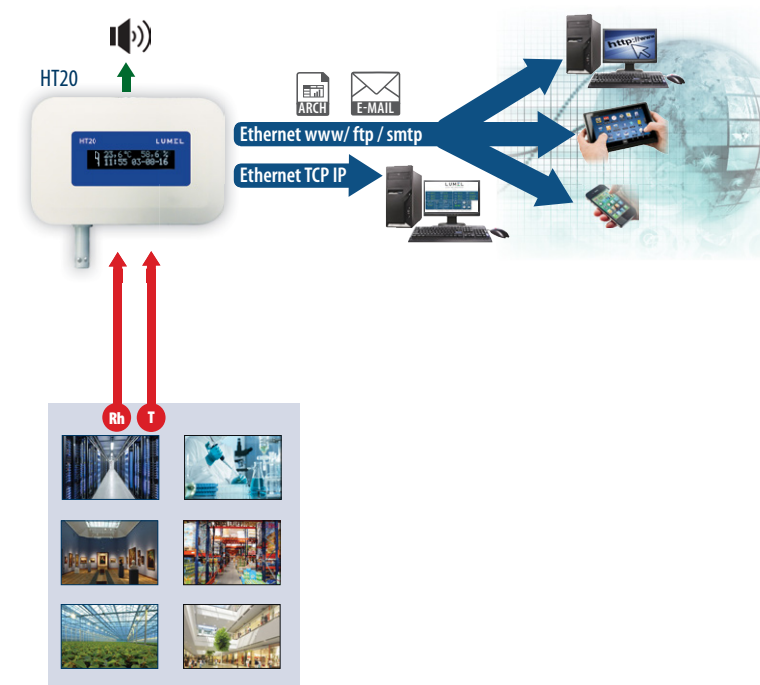 HT20
HT20 LUMEL
23,6°C 58,6 %
11:55 03-08-16
ARCH
E-MAIL
Ethernet www/ ftp / smtp
Ethernet TCP IP
http://www
LUMEL
Rh
T